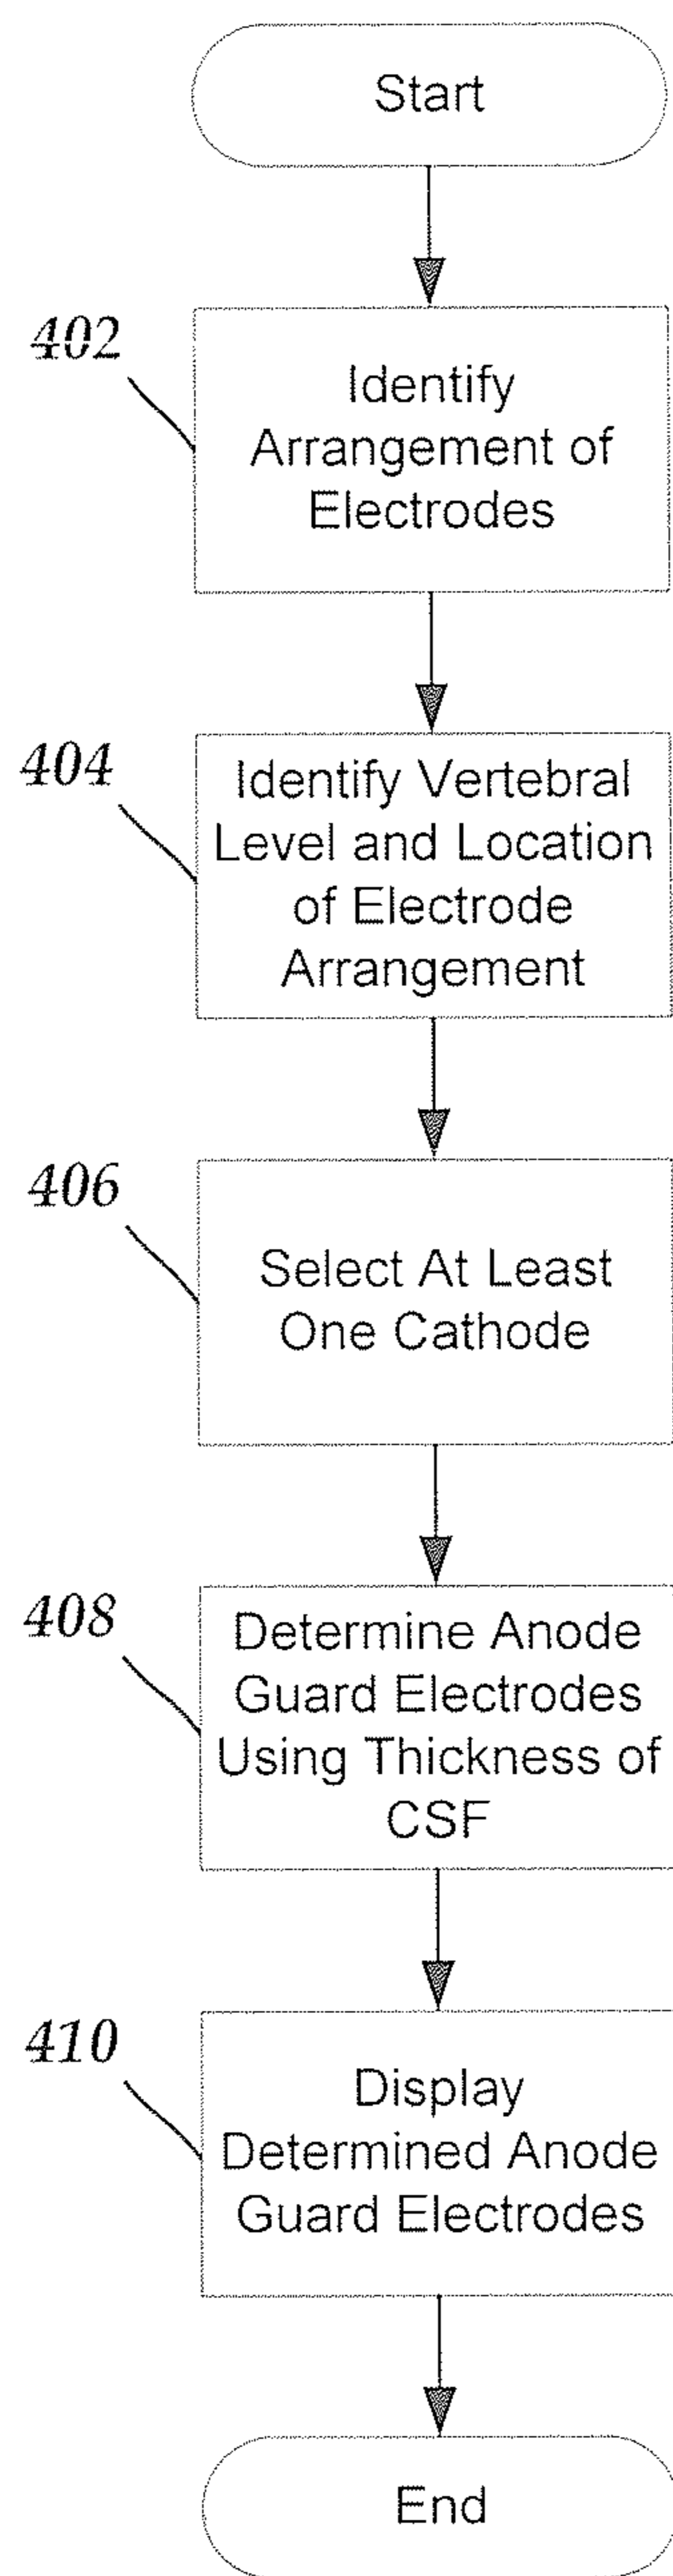 Start
402
Identify
Arrangement of
Electrodes
404
Identify Vertebral
Level and Location
of Electrode
Arrangement
406
Select At Least
One Cathode
408
Determine Anode
Guard Electrodes
Using Thickness of
CSF
410
Display
Determined Anode
Guard Electrodes
End